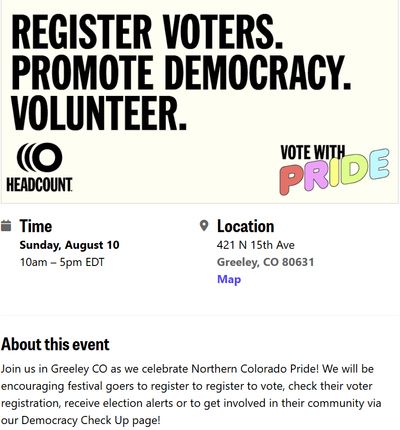 REGISTER VOTERS.
PROMOTE DEMOCRACY.
VOLUNTEER.
HEADCOUNT
VOTE WITH
PRIDE
Time
Sunday, August 10
10am – 5pm EDT
Location
421 N 15th Ave
Greeley, CO 80631
Map
About this event
Join us in Greeley CO as we celebrate Northern Colorado Pride! We will be
encouraging festival goers to register to register to vote, check their voter
registration, receive election alerts or to get involved in their community via
our Democracy Check Up page!